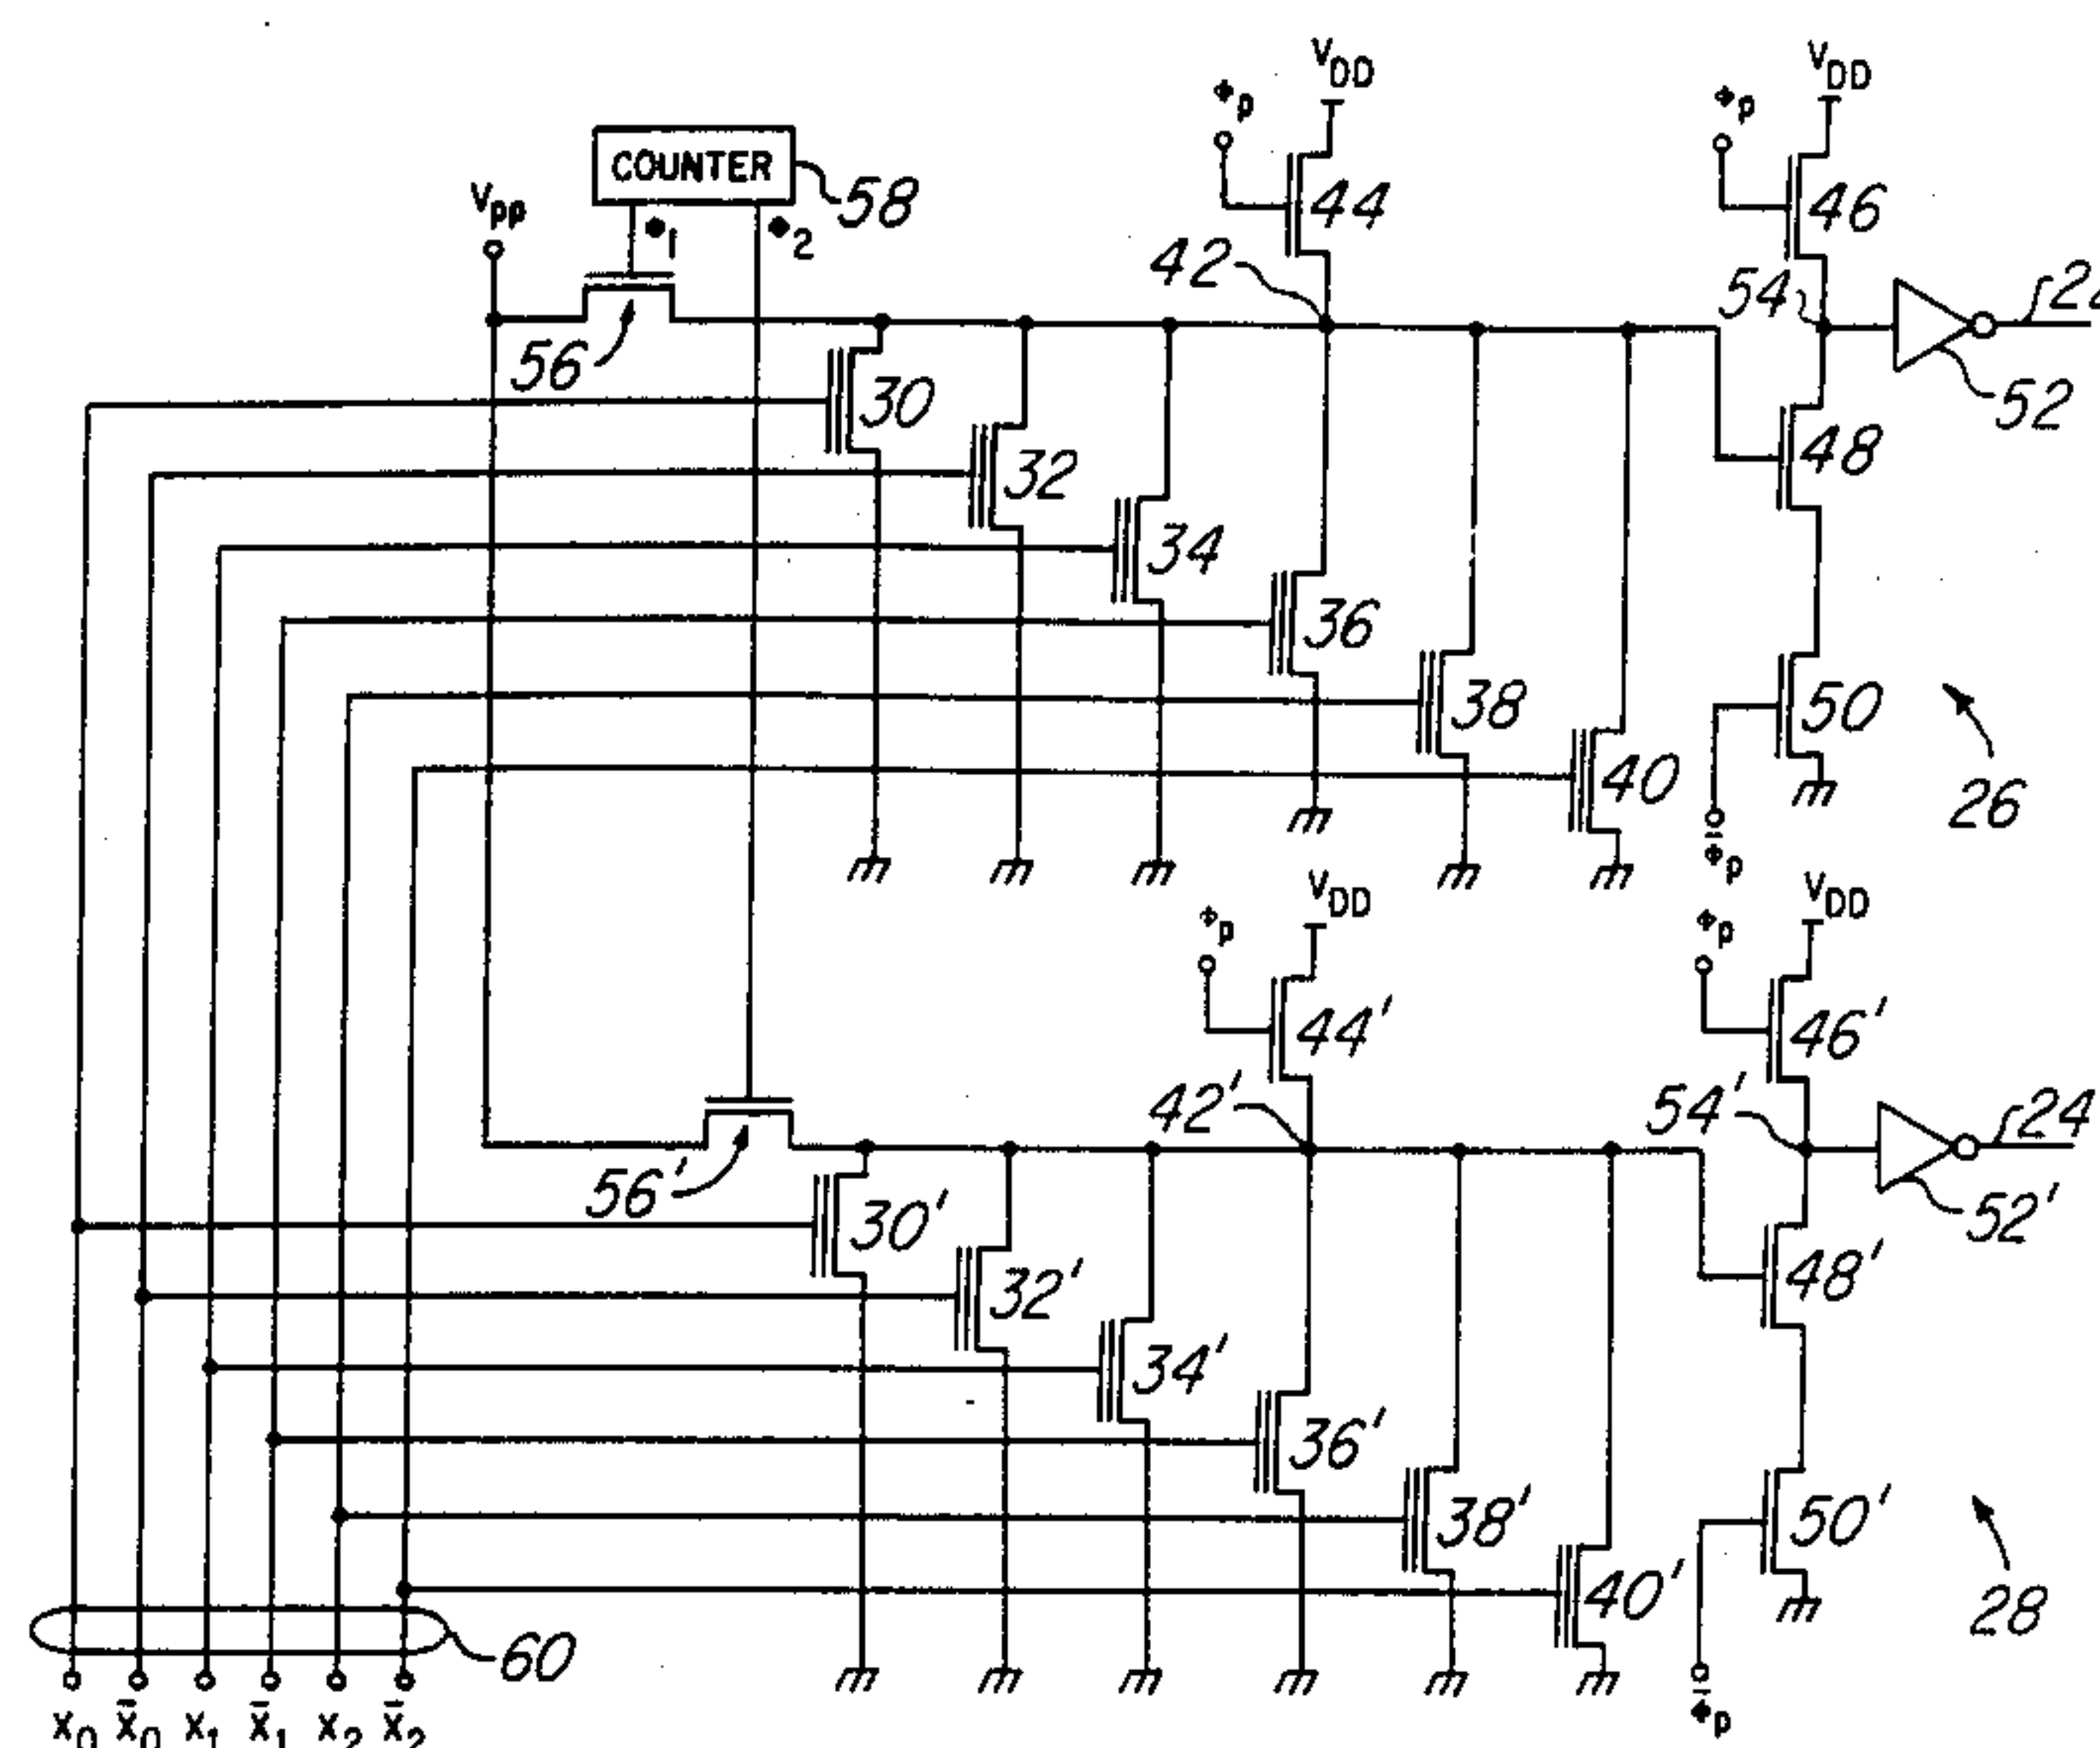 V_DD
V_DD
Φ_p
Φ_p
COUNTER
58
V_pp
Φ_1
Φ_2
44
46
42
54
56
30
52
32
48
34
36
38
50
40
26
Φ̄_p
V_DD
V_DD
Φ_p
Φ_p
44'
46'
42'
54'
24
56'
30'
52'
32'
48'
34'
36'
38'
50'
40'
28
60
Φ̄_p
x_0 x̄_0 x_1 x̄_1 x_2 x̄_2